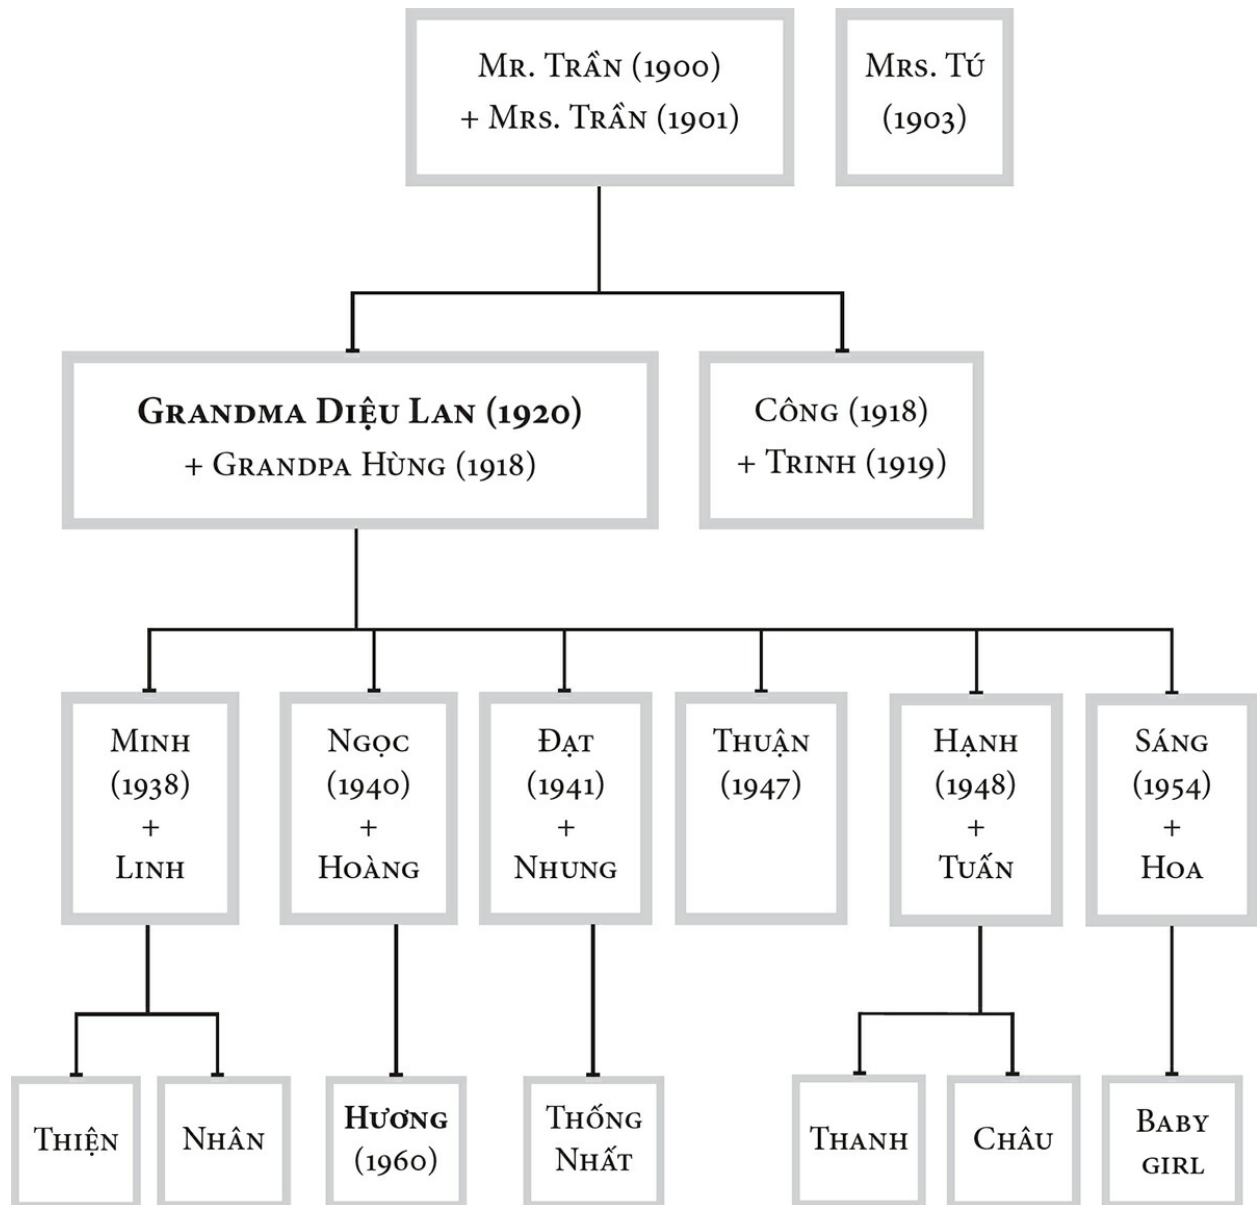 Mr. Trần (1900)
+ Mrs. Trần (1901)
Mrs. Tú
(1903)
Grandma Diệu Lan (1920)
+ Grandpa Hùng (1918)
Công (1918)
+ Trinh (1919)
Minh
(1938)
+
Linh
Ngọc
(1940)
+
Hoàng
Đạt
(1941)
+
Nhung
Thuận
(1947)
Hạnh
(1948)
+
Tuấn
Sáng
(1954)
+
Hoa
Thiện
Nhân
Hương
(1960)
Thống
Nhất
Thanh
Châu
Baby
girl